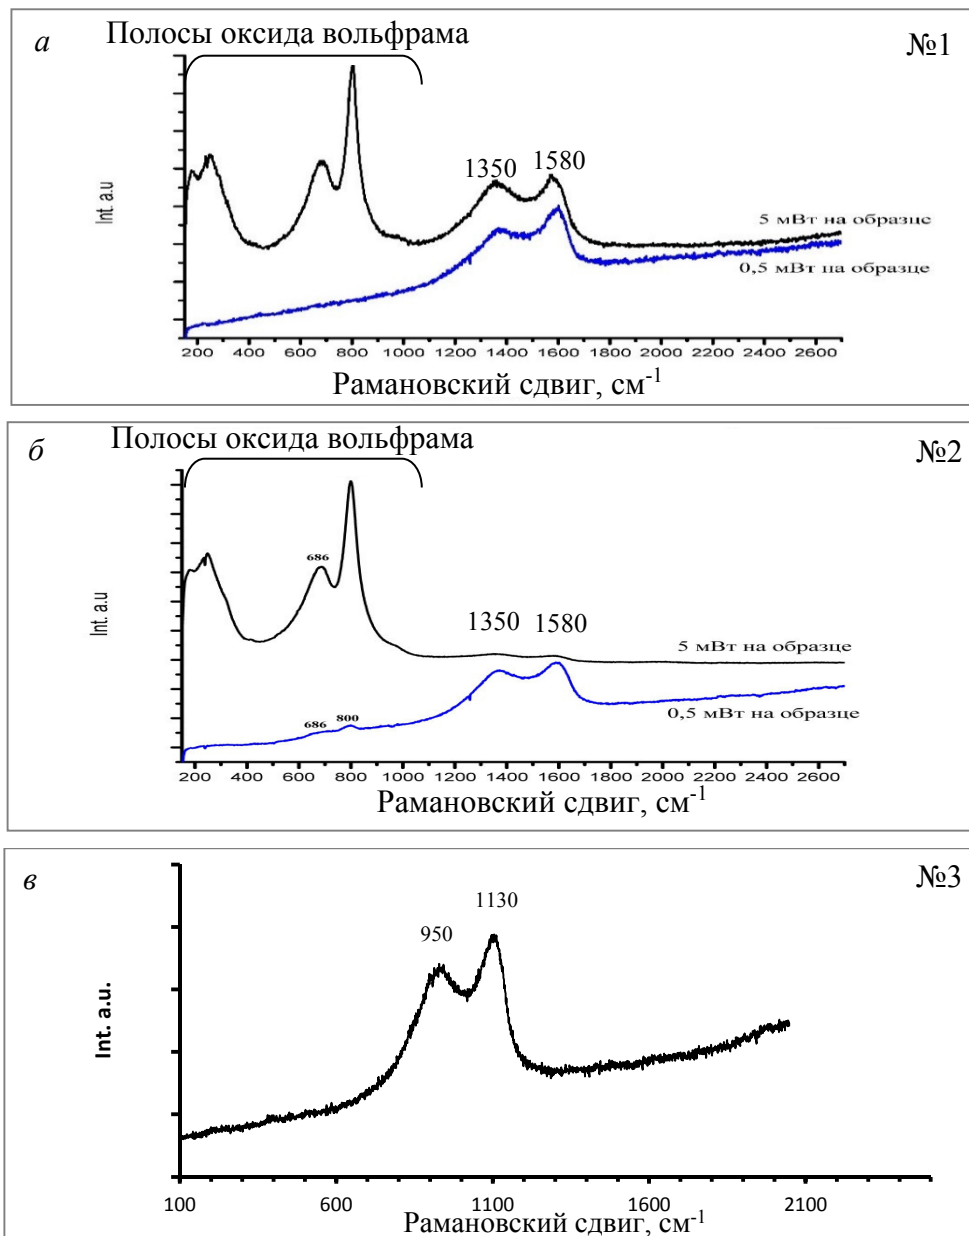 а
Полосы оксида вольфрама
№1
1350
1580
5 мВт на образце
0,5 мВт на образце
Int. a.u
200 400 600 800 1000 1200 1400 1600 1800 2000 2200 2400 2600
Рамановский сдвиг, см-1
б
Полосы оксида вольфрама
№2
686
1350
1580
5 мВт на образце
686
800
0,5 мВт на образце
Int. a.u
200 400 600 800 1000 1200 1400 1600 1800 2000 2200 2400 2600
Рамановский сдвиг, см-1
в
№3
950
1130
Int. a.u.
100 600 1100 1600 2100
Рамановский сдвиг, см-1